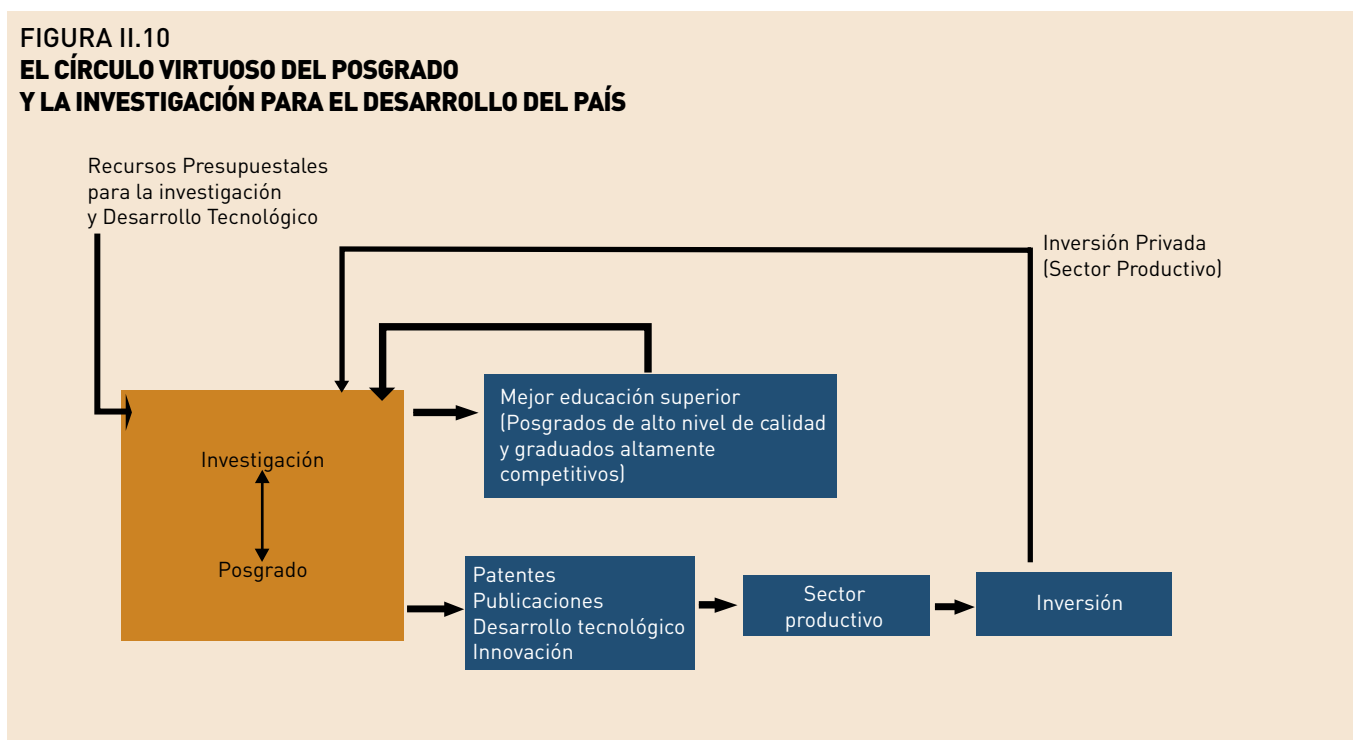 FIGURA II.10
EL CÍRCULO VIRTUOSO DEL POSGRADO
Y LA INVESTIGACIÓN PARA EL DESARROLLO DEL PAÍS
Recursos Presupuestales
para la investigación
y Desarrollo Tecnológico
Inversión Privada
(Sector Productivo)
Mejor educación superior
(Posgrados de alto nivel de calidad
y graduados altamente
competitivos)
Investigación
Posgrado
Patentes
Publicaciones
Desarrollo tecnológico
Innovación
Sector
productivo
Inversión